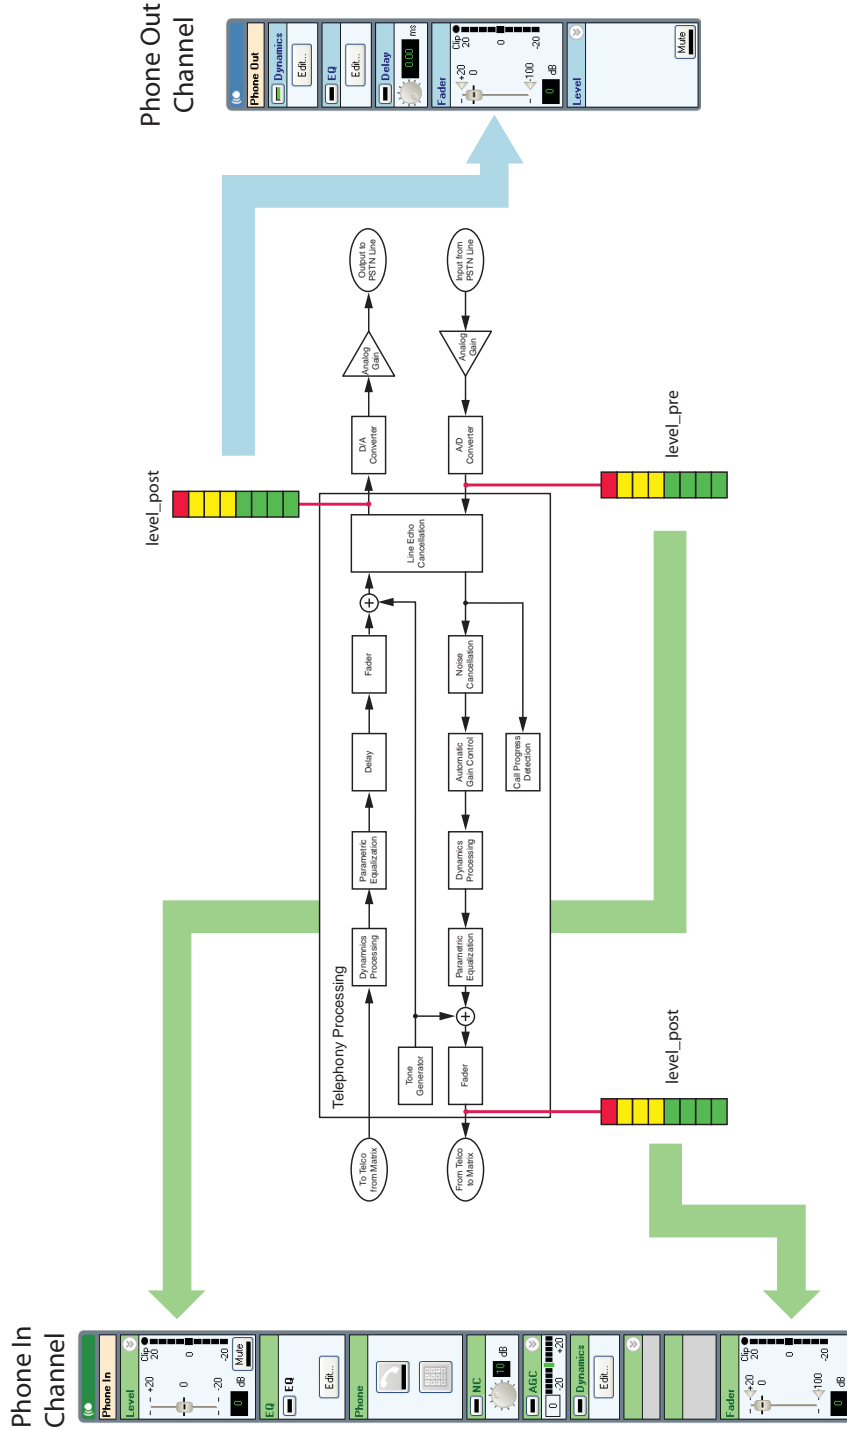 Phone Out
Channel
Phone Out
Dynamics
Edit...
EQ
Edit...
Delay
0.00
ms
Fader
+20
0
-100
Clip
20
0
-20
0
dB
Level
Mute
level_post
Output to
PSTN Line
Analog
Gain
D/A
Converter
Input from
PSTN Line
Analog
Gain
A/D
Converter
level_pre
Line Echo
Cancellation
+
Fader
Delay
Parametric
Equalization
Dynamnics
Processing
Telephony Processing
To Telco
from Matrix
Noise
Cancellation
Automatic
Gain Control
Call Progress
Detection
Dynamics
Processing
Parametric
Equalization
+
Tone
Generator
Fader
From Telco
to Matrix
level_post
Phone In
Channel
Phone In
Level
+20
0
-20
Clip
20
0
-20
0
dB
Mute
EQ
EQ
Edit...
Phone
NC
10
dB
AGC
0
-20
+20
Dynamics
Edit...
Fader
+20
0
-100
Clip
20
0
-20
0
dB